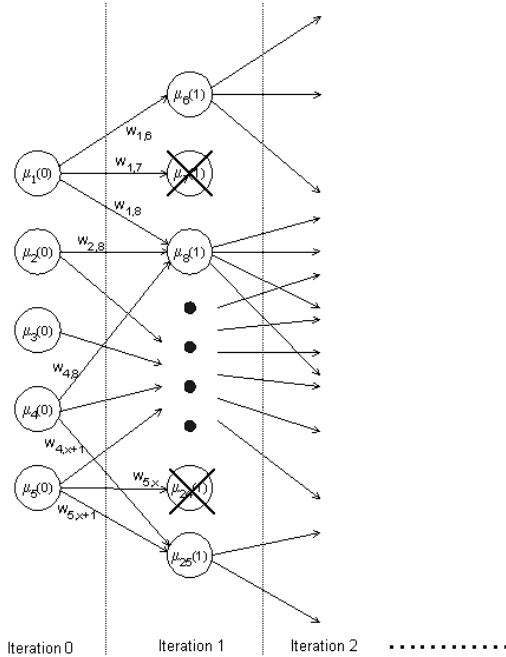 μ6(1)
w1,6
μ1(0)
w1,7
w1,8
μ2(0)
w2,8
μ8(1)
μ3(0)
w4,8
μ4(0)
w4,x+1
μ5(0)
w5,x
w5,x+1
μ25(1)
Iteration 0
Iteration 1
Iteration 2